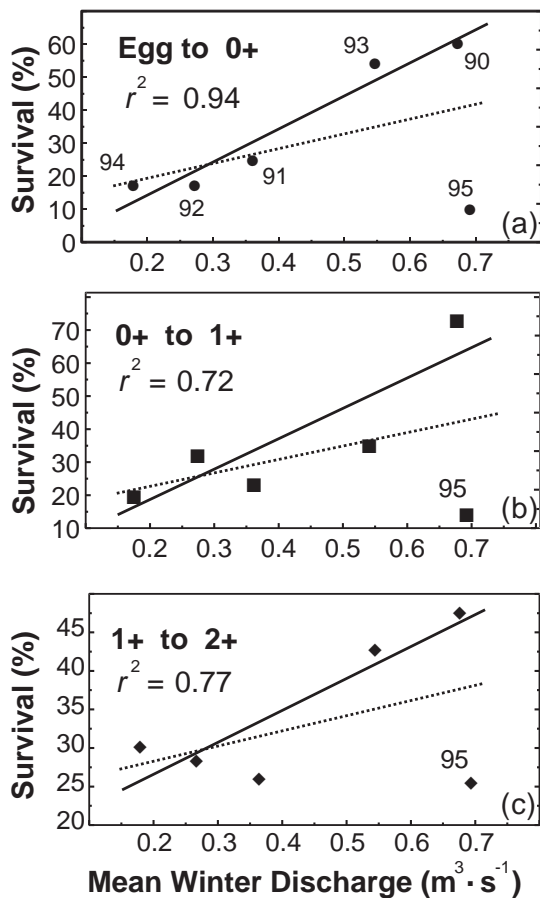 Egg to 0+
r² = 0.94
93
90
94
92
91
95
(a)
60
50
40
30
20
10
0
Survival (%)
0.2 0.3 0.4 0.5 0.6 0.7
0+ to 1+
r² = 0.72
95
(b)
70
60
50
40
30
20
10
Survival (%)
0.2 0.3 0.4 0.5 0.6 0.7
1+ to 2+
r² = 0.77
95
(c)
45
40
35
30
25
20
Survival (%)
0.2 0.3 0.4 0.5 0.6 0.7
Mean Winter Discharge (m³·s⁻¹)